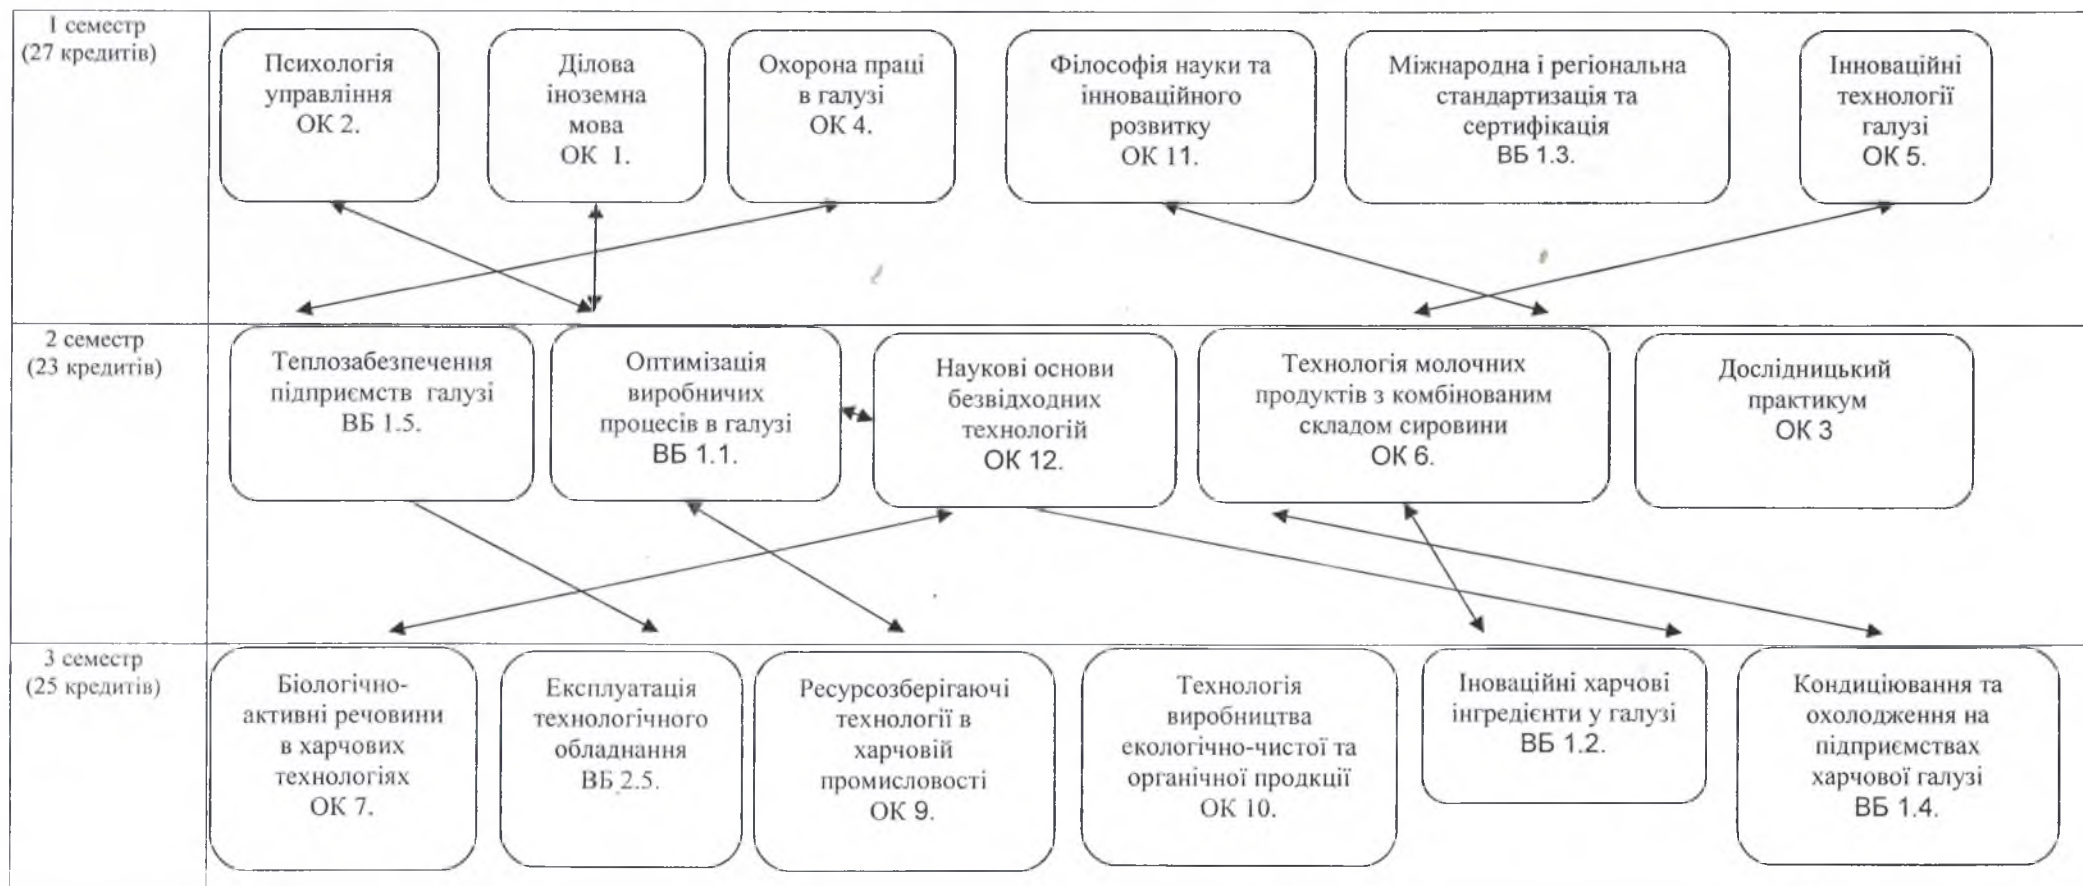 1 семестр
(27 кредитів)
Психологія
управління
ОК 2.
Ділова
іноземна
мова
ОК 1.
Охорона праці
в галузі
ОК 4.
Філософія науки та
інноваційного
розвитку
ОК 11.
Міжнародна і регіональна
стандартизація та
сертифікація
ВБ 1.3.
Інноваційні
технології
галузі
ОК 5.
2 семестр
(23 кредитів)
Теплозабезпечення
підприємств галузі
ВБ 1.5.
Оптимізація
виробничих
процесів в галузі
ВБ 1.1.
Наукові основи
безвідходних
технологій
ОК 12.
Технологія молочних
продуктів з комбінованим
складом сировини
ОК 6.
Дослідницький
практикум
ОК 3
3 семестр
(25 кредитів)
Біологічно-
активні речовини
в харчових
технологіях
ОК 7.
Експлуатація
технологічного
обладнання
ВБ 2.5.
Ресурсозберігаючі
технології в
харчовій
промисловості
ОК 9.
Технологія
виробництва
екологічно-чистої та
органічної продкції
ОК 10.
Іноваційні харчові
інгредієнти у галузі
ВБ 1.2.
Кондиціювання та
охолодження на
підприємствах
харчової галузі
ВБ 1.4.